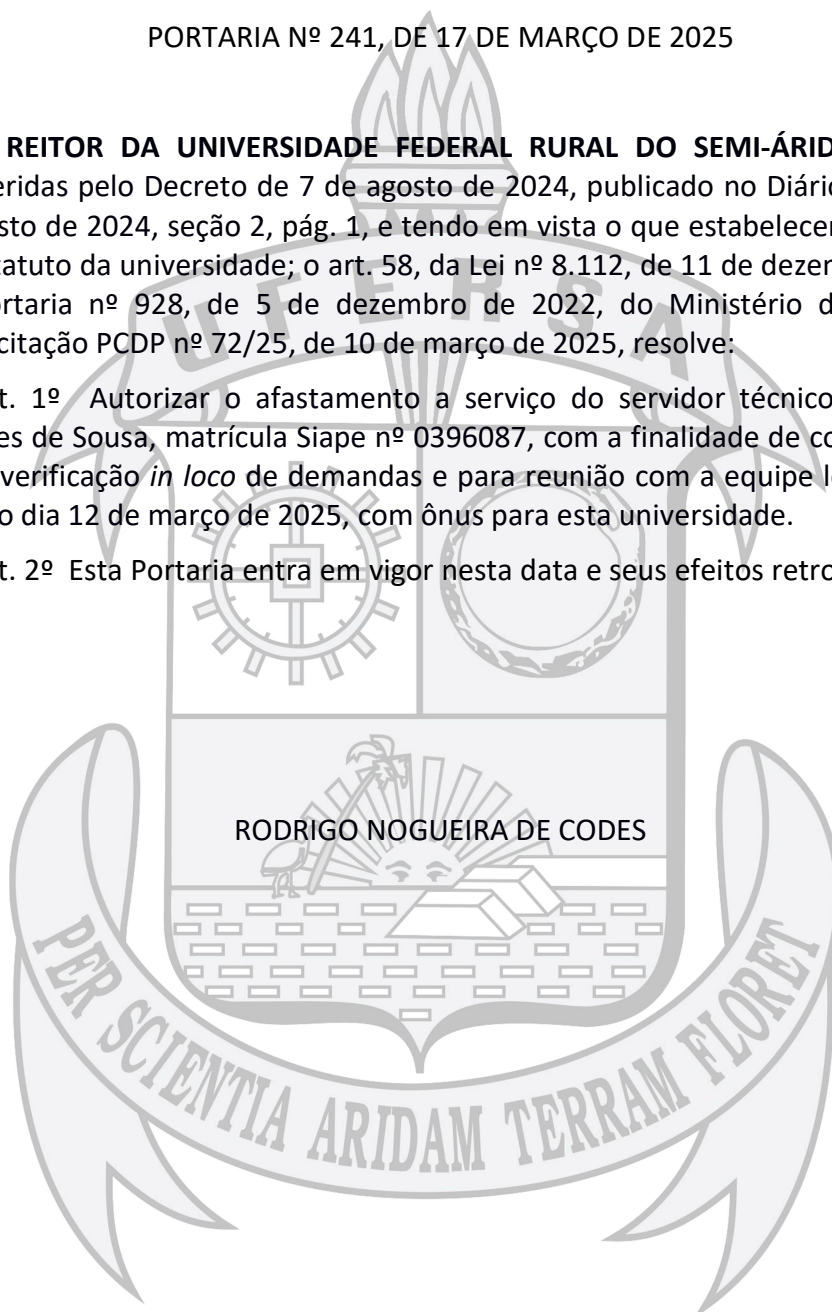 PORTARIA Nº 241, DE 17 DE MARÇO DE 2025
REITOR DA UNIVERSIDADE FEDERAL RURAL DO SEMI-ÁRID
eridas pelo Decreto de 7 de agosto de 2024, publicado no Diário
sto de 2024, seção 2, pág. 1, e tendo em vista o que estabelecer
tatuto da universidade; o art. 58, da Lei nº 8.112, de 11 de dezen
ortaria nº 928, de 5 de dezembro de 2022, do Ministério d
icitação PCDP nº 72/25, de 10 de março de 2025, resolve:
t. 1º Autorizar o afastamento a serviço do servidor técnico
es de Sousa, matrícula Siape nº 0396087, com a finalidade de co
verificação in loco de demandas e para reunião com a equipe l
o dia 12 de março de 2025, com ônus para esta universidade.
t. 2º Esta Portaria entra em vigor nesta data e seus efeitos retro
UFERSA
RODRIGO NOGUEIRA DE CODES
PER SCIENTIA ARIDAM TERRAM FLORET